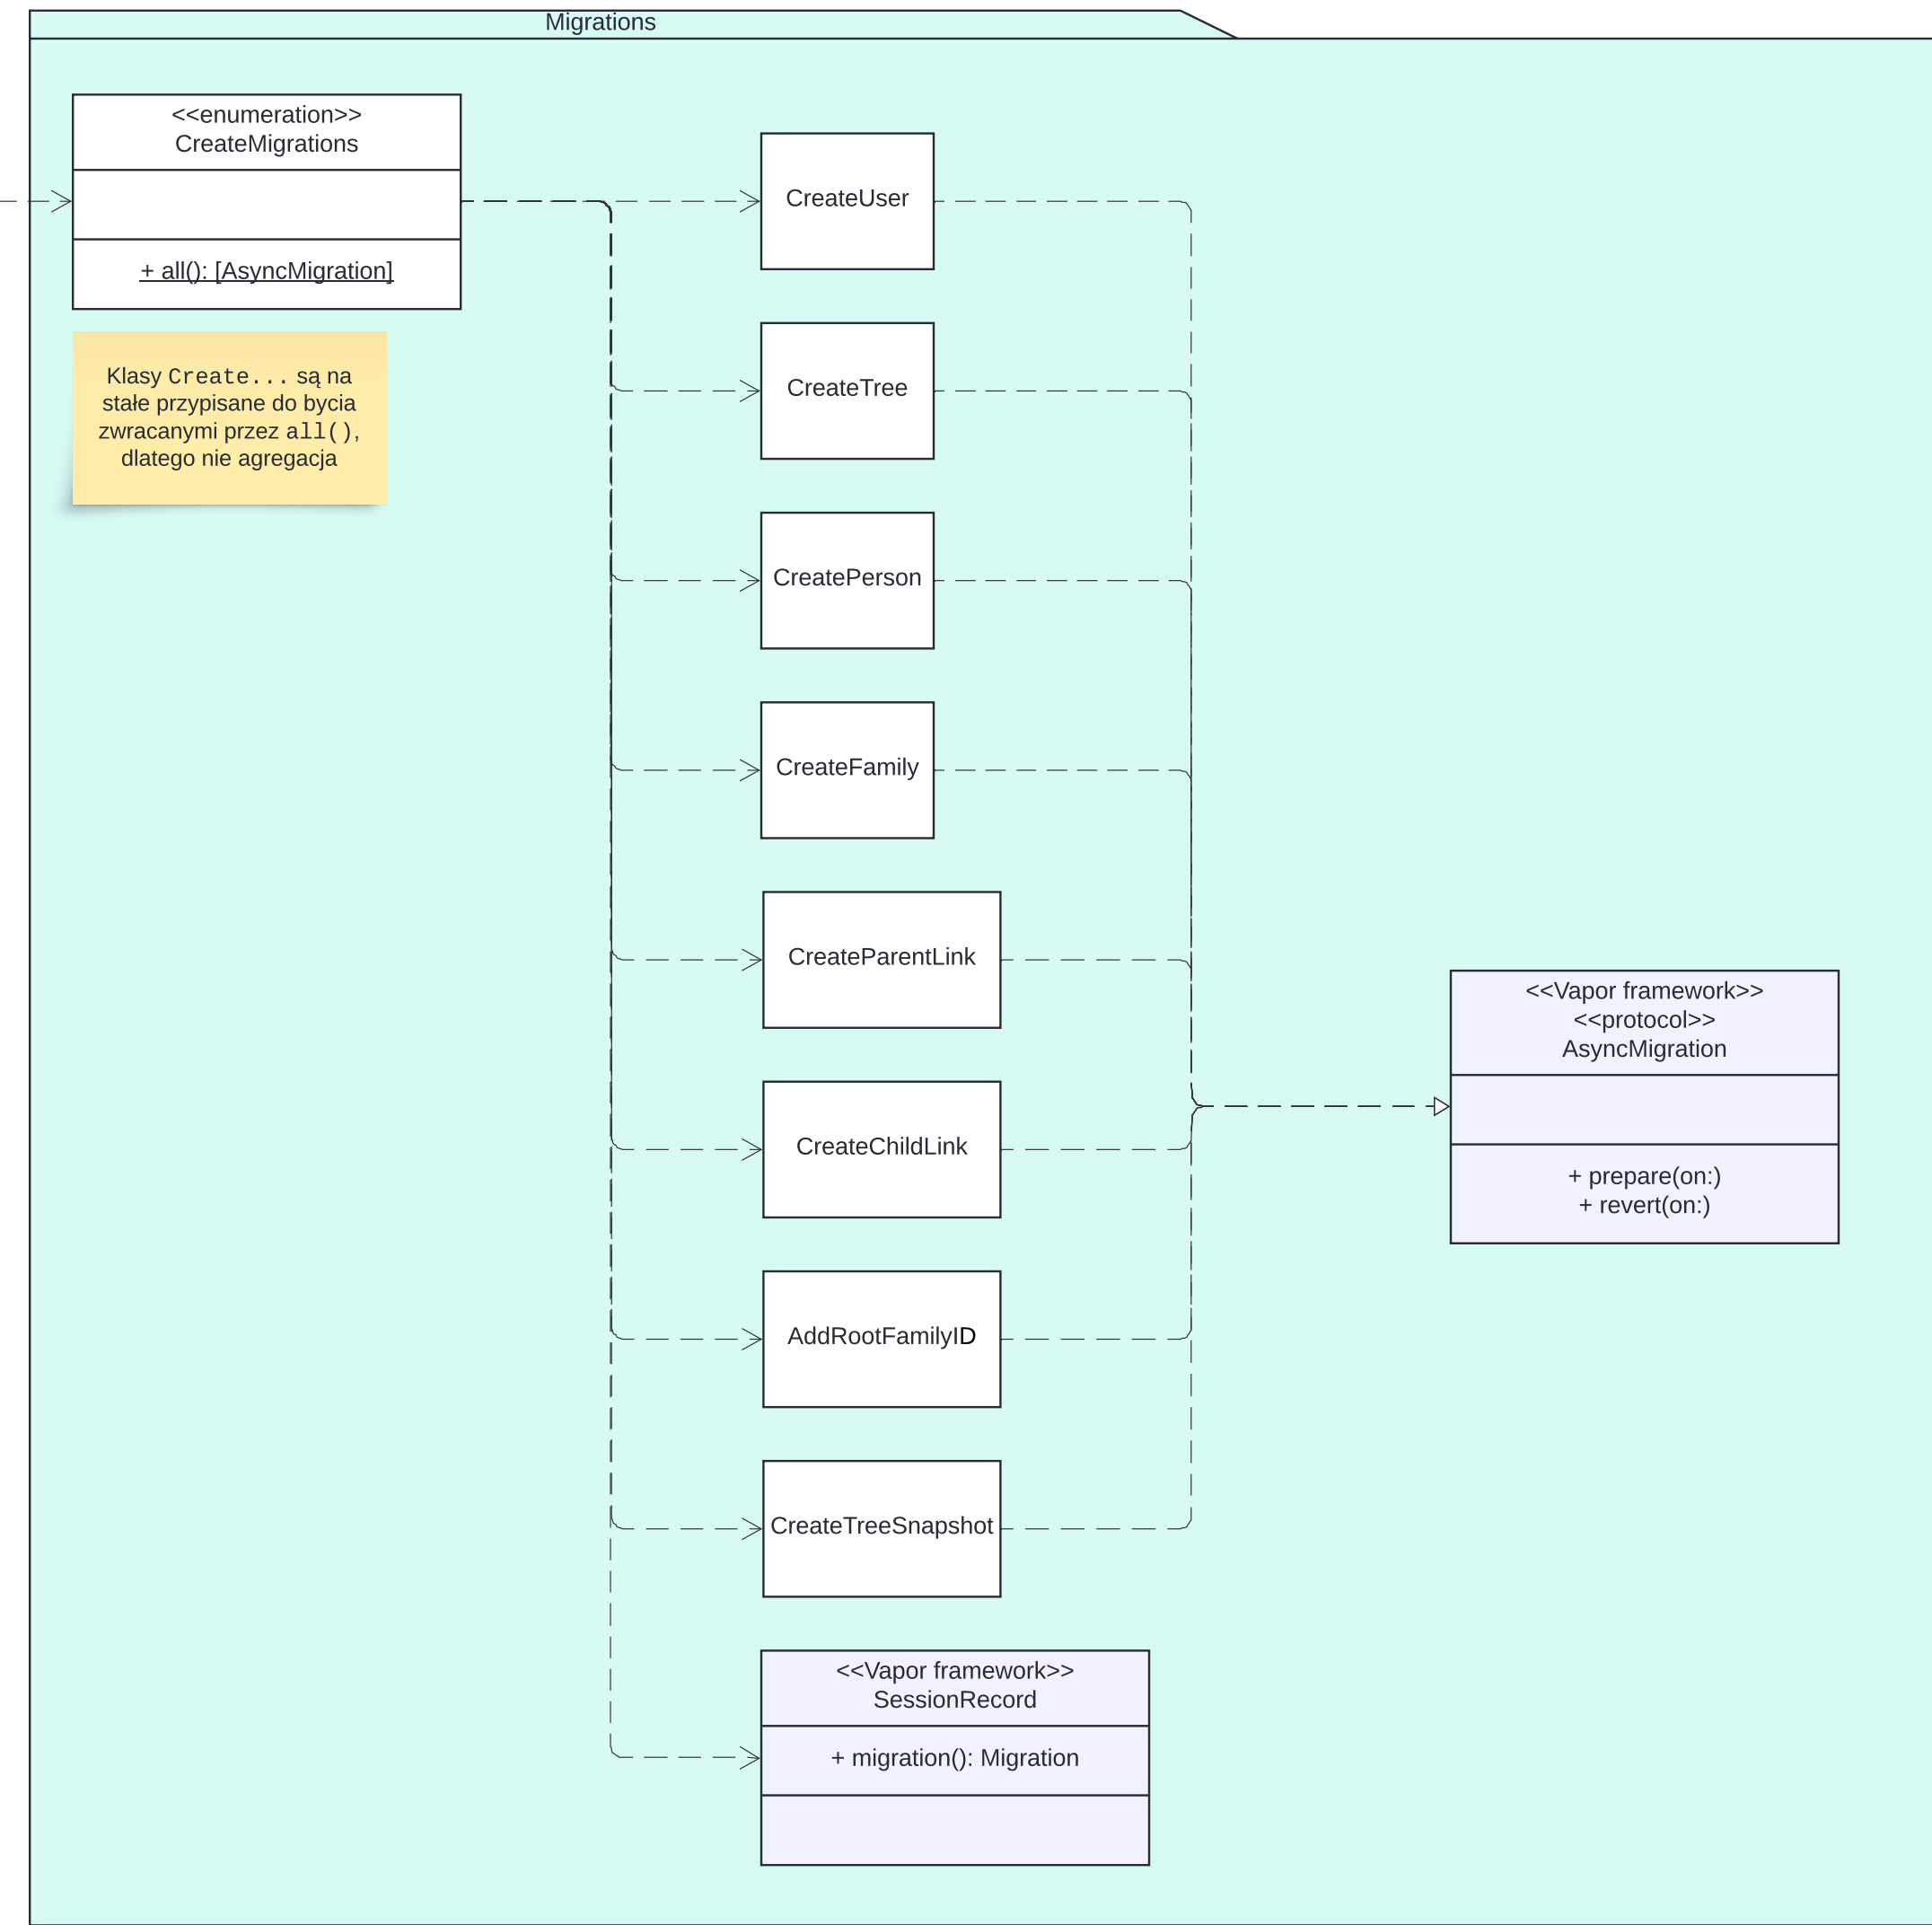 Migrations
<<enumeration>>
CreateMigrations
+ all(): [AsyncMigration]
Klasy Create... są na
stałe przypisane do bycia
zwracanymi przez all(),
dlatego nie agregacja
CreateUser
CreateTree
CreatePerson
CreateFamily
CreateParentLink
CreateChildLink
AddRootFamilyID
CreateTreeSnapshot
<<Vapor framework>>
SessionRecord
+ migration(): Migration
<<Vapor framework>>
<<protocol>>
AsyncMigration
+ prepare(on:)
+ revert(on:)